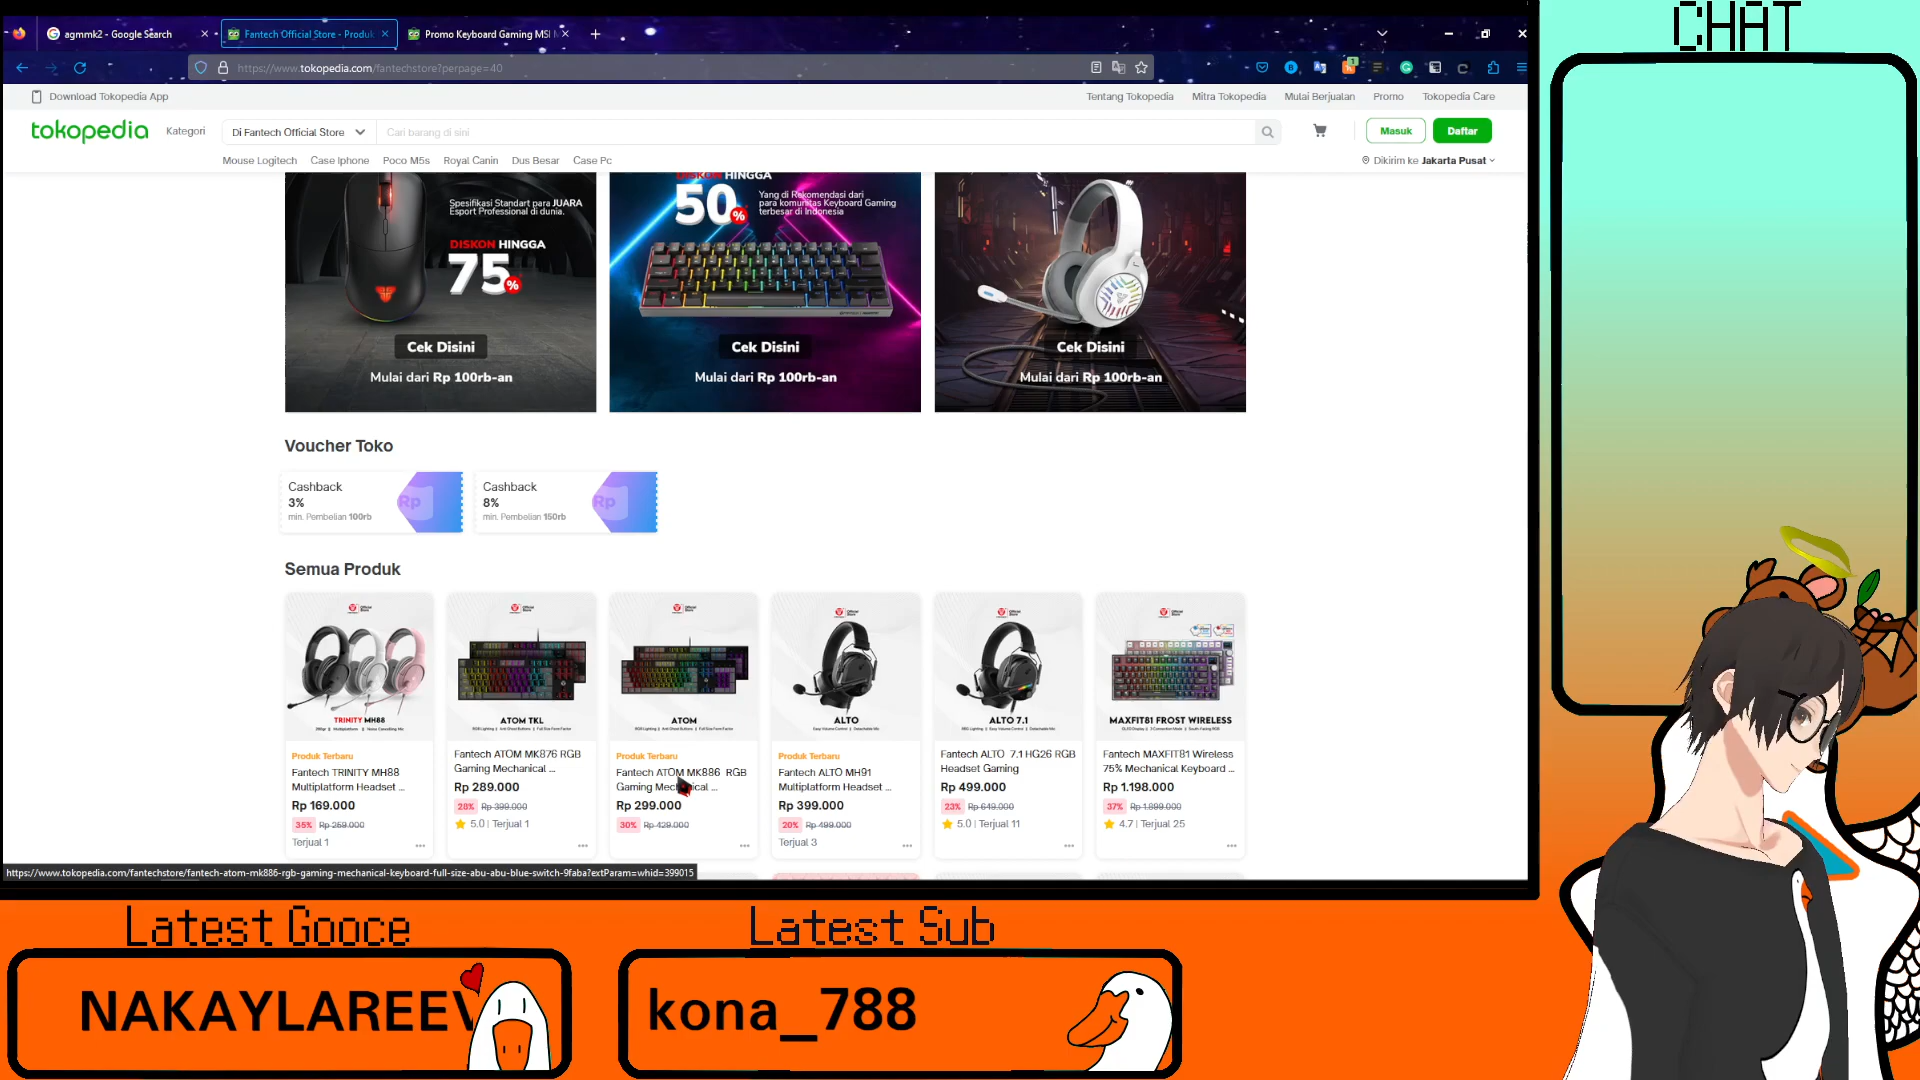 agmmk2 - Google Search
Fantech Official Store - Produk
Promo Keyboard Gaming MSI
https://www.tokopedia.com/fantechstore?perpage=40
Download Tokopedia App
Tentang Tokopedia
Mitra Tokopedia
Mulai Berjualan
Promo
Tokopedia Care
tokopedia
Kategori
Di Fantech Official Store
Cari barang di sini
Masuk
Daftar
Mouse Logitech
Case Iphone
Poco M5s
Royal Canin
Dus Besar
Case Pc
Dikirim ke Jakarta Pusat
Spesifikasi Standart para JUARA
Esport Professional di dunia.
DISKON HINGGA
75%
Cek Disini
Mulai dari Rp 100rb-an
DISKON HINGGA
50%
Yang di Rekomendasi dari
para komunitas Keyboard Gaming
terbesar di Indonesia
Cek Disini
Mulai dari Rp 100rb-an
Cek Disini
Mulai dari Rp 100rb-an
Voucher Toko
Cashback
3%
min. Pembelian 100rb
Rp
Cashback
8%
min. Pembelian 150rb
Rp
Semua Produk
TRINITY MH88
Produk Terbaru
Fantech TRINITY MH88
Multiplatform Headset ...
Rp 169.000
35% Rp 259.000
Terjual 1
ATOM TKL
Fantech ATOM MK876 RGB
Gaming Mechanical ...
Rp 289.000
28% Rp 399.000
5.0 | Terjual 1
ATOM
Produk Terbaru
Fantech ATOM MK886 RGB
Gaming Mechanical ...
Rp 299.000
30% Rp 429.000
ALTO
Produk Terbaru
Fantech ALTO MH91
Multiplatform Headset ...
Rp 399.000
20% Rp 499.000
Terjual 3
ALTO 7.1
Fantech ALTO 7.1 HG26 RGB
Headset Gaming
Rp 499.000
23% Rp 649.000
5.0 | Terjual 11
MAXFIT81 FROST WIRELESS
Fantech MAXFIT81 Wireless
75% Mechanical Keyboard ...
Rp 1.198.000
37% Rp 1.899.000
4.7 | Terjual 25
https://www.tokopedia.com/fantechstore/fantech-atom-mk886-rgb-gaming-mechanical-keyboard-full-size-abu-abu-blue-switch-9faba?extParam=whid=399015
CHAT
Latest Gooce
NAKAYLAREEV
Latest Sub
kona_788